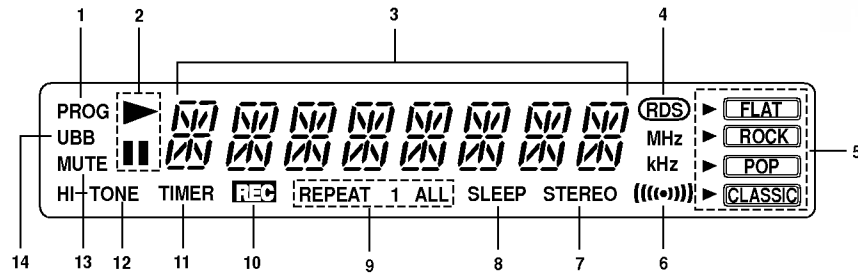 1 2 3 4
PROG RDS FLAT
UBB MHz ROCK
5
MUTE kHz POP
HI-TONE TIMER REC REPEAT 1 ALL SLEEP STEREO ((((•)))) CLASSIC
14 13 12 11 10 9 8 7 6